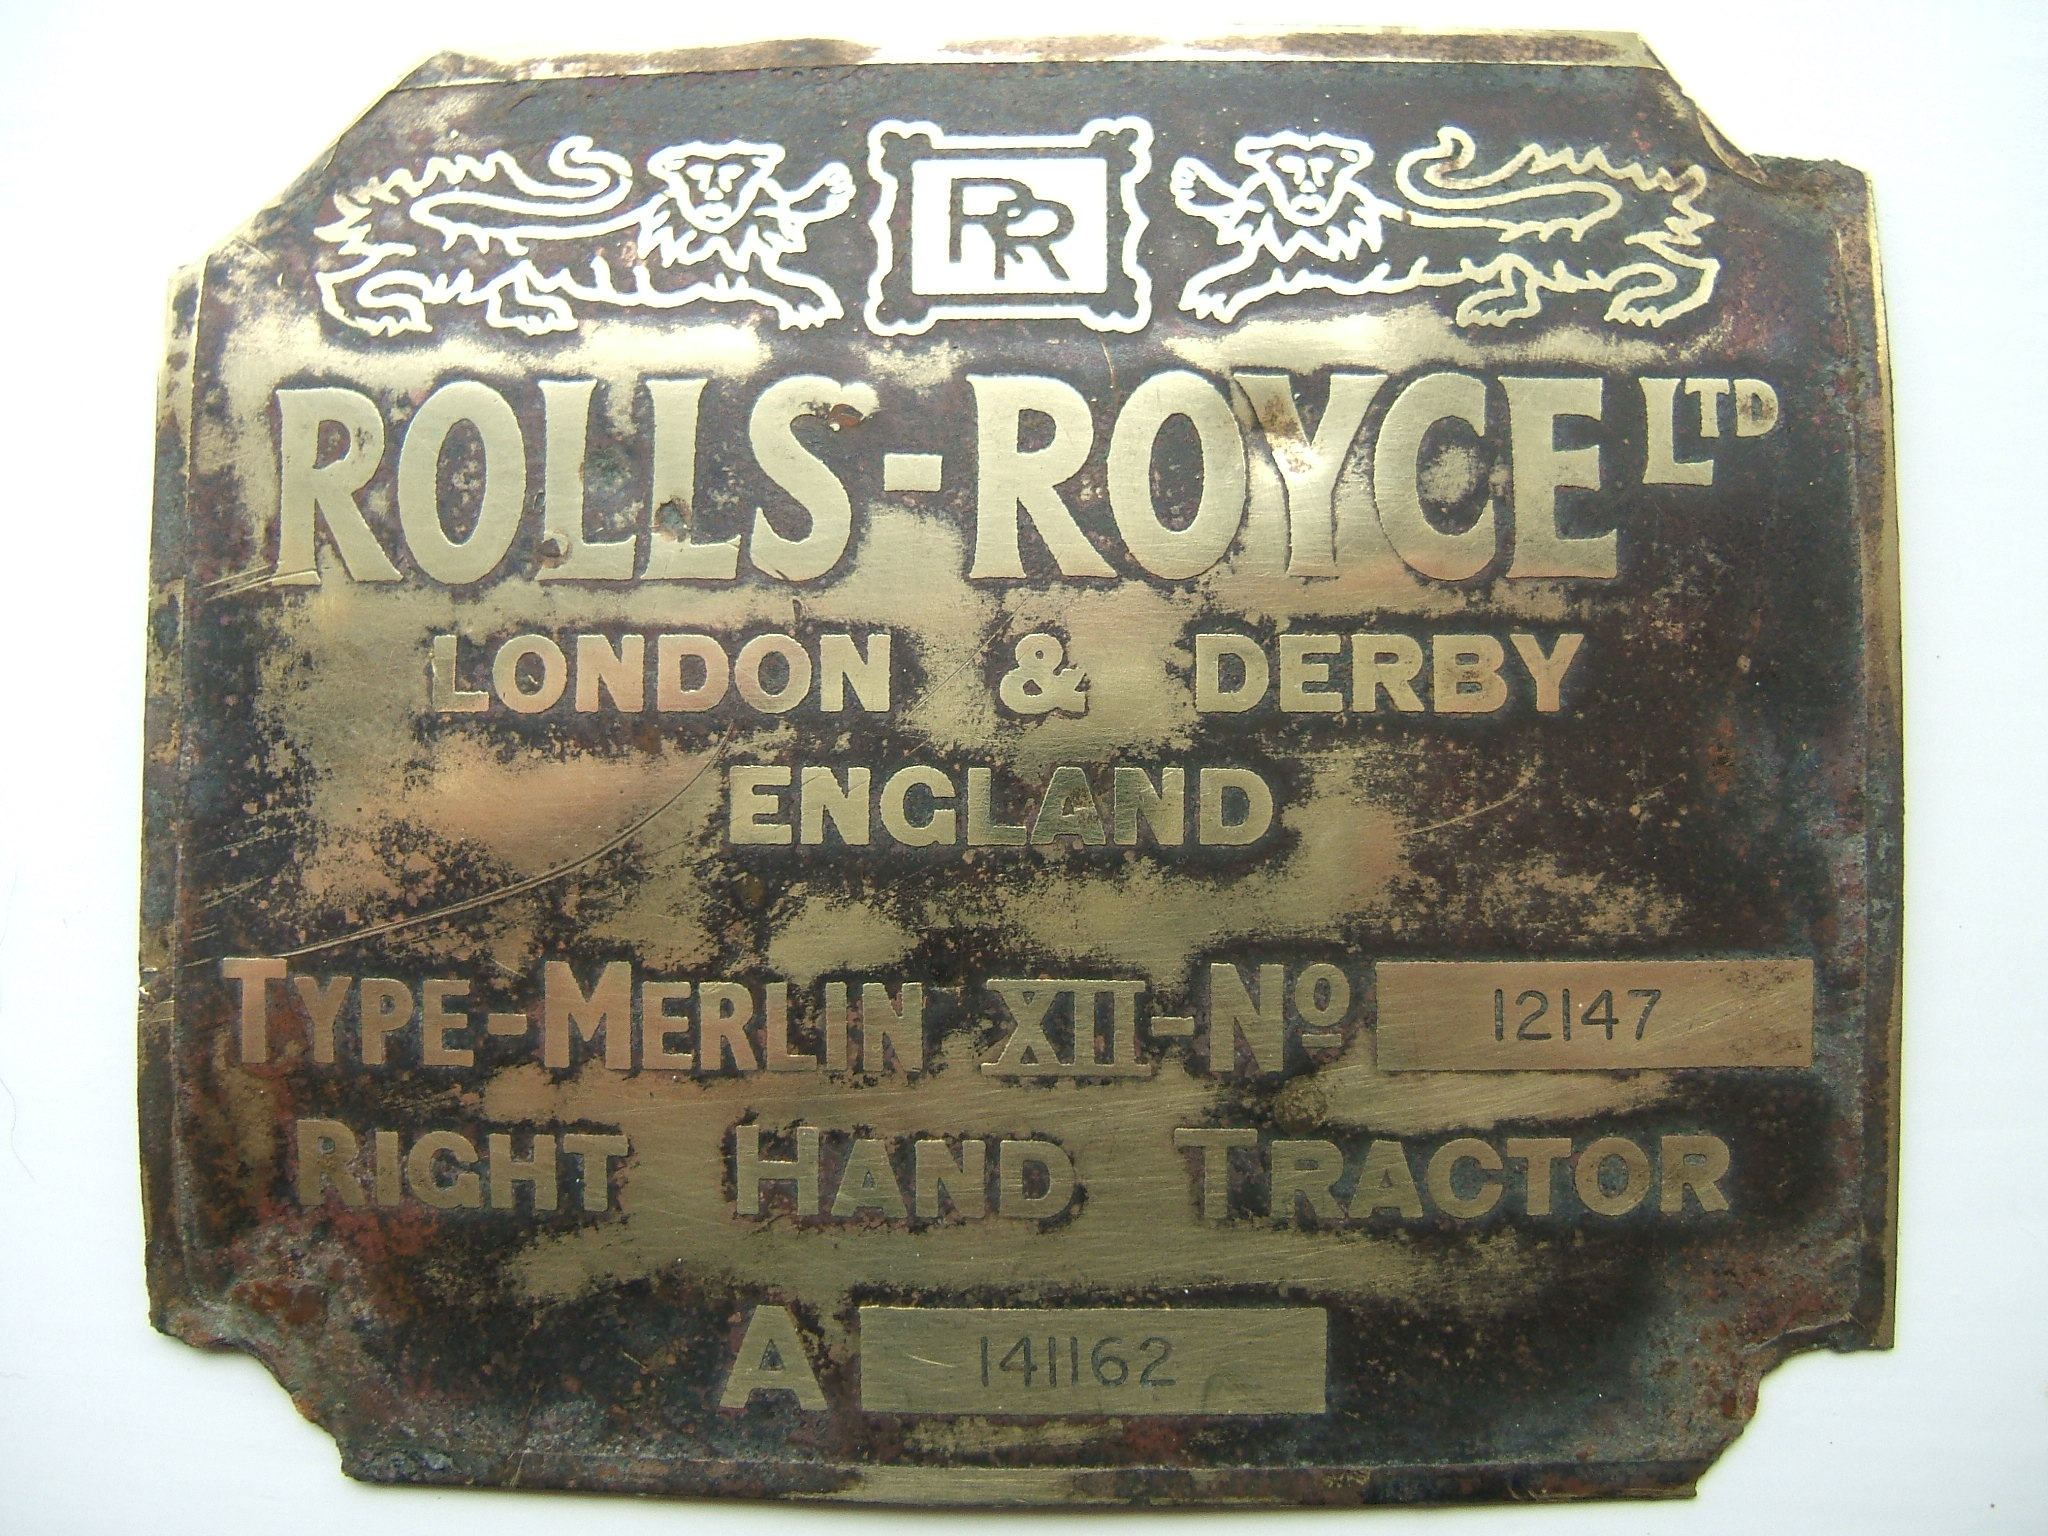 RR
ROLLS-ROYCE LTD
LONDON & DERBY
ENGLAND
TYPE-MERLIN XII-No 12147
RIGHT HAND TRACTOR
A 141162